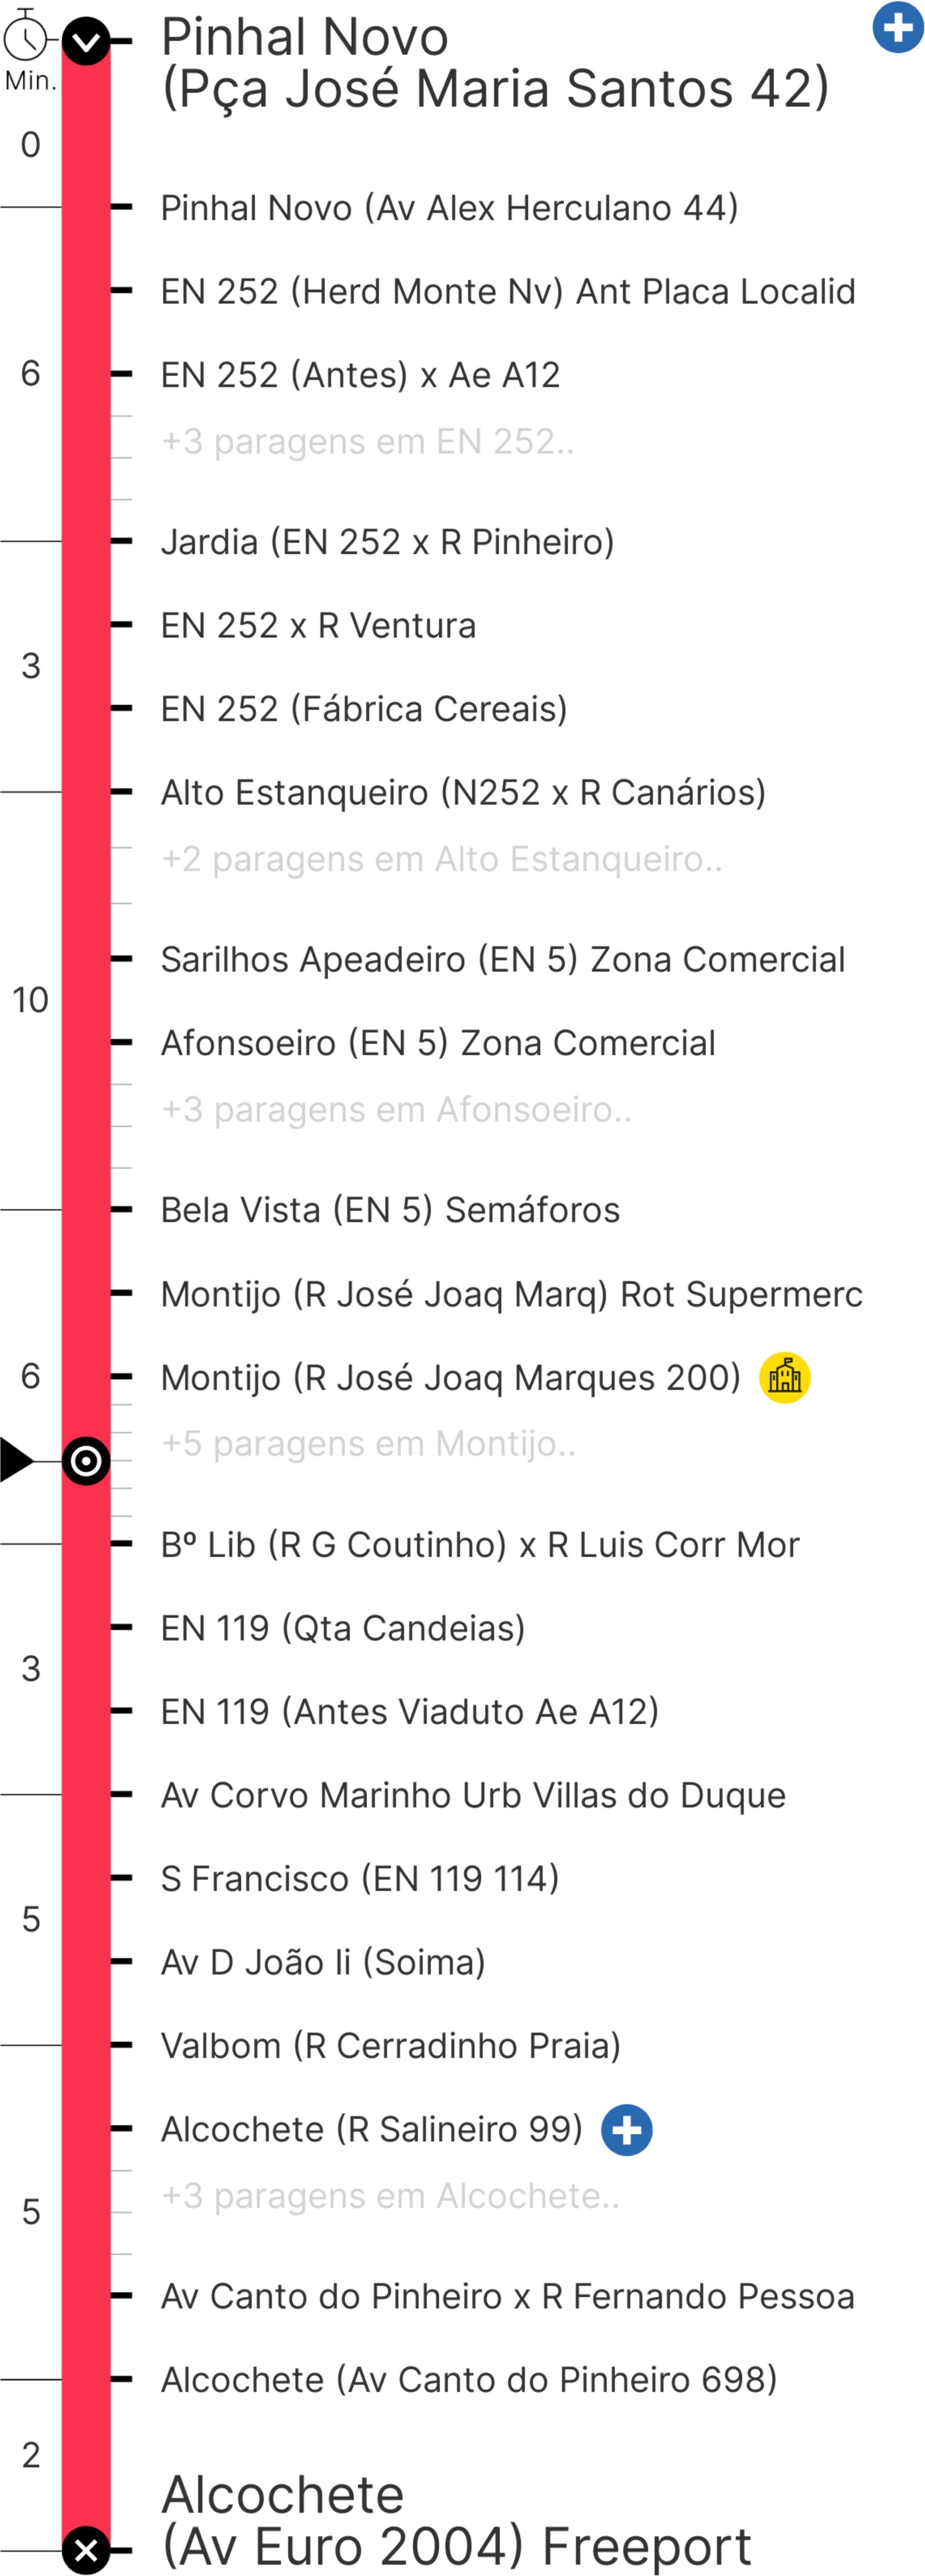 Pinhal Novo
(Pça José Maria Santos 42)
Min.
0
Pinhal Novo (Av Alex Herculano 44)
EN 252 (Herd Monte Nv) Ant Placa Localid
6
EN 252 (Antes) x Ae A12
+3 paragens em EN 252..
Jardia (EN 252 x R Pinheiro)
EN 252 x R Ventura
3
EN 252 (Fábrica Cereais)
Alto Estanqueiro (N252 x R Canários)
+2 paragens em Alto Estanqueiro..
Sarilhos Apeadeiro (EN 5) Zona Comercial
10
Afonsoeiro (EN 5) Zona Comercial
+3 paragens em Afonsoeiro..
Bela Vista (EN 5) Semáforos
Montijo (R José Joaq Marq) Rot Supermerc
6
Montijo (R José Joaq Marques 200)
+5 paragens em Montijo..
Bº Lib (R G Coutinho) x R Luis Corr Mor
EN 119 (Qta Candeias)
3
EN 119 (Antes Viaduto Ae A12)
Av Corvo Marinho Urb Villas do Duque
S Francisco (EN 119 114)
5
Av D João Ii (Soima)
Valbom (R Cerradinho Praia)
Alcochete (R Salineiro 99)
+3 paragens em Alcochete..
5
Av Canto do Pinheiro x R Fernando Pessoa
Alcochete (Av Canto do Pinheiro 698)
2
Alcochete
(Av Euro 2004) Freeport